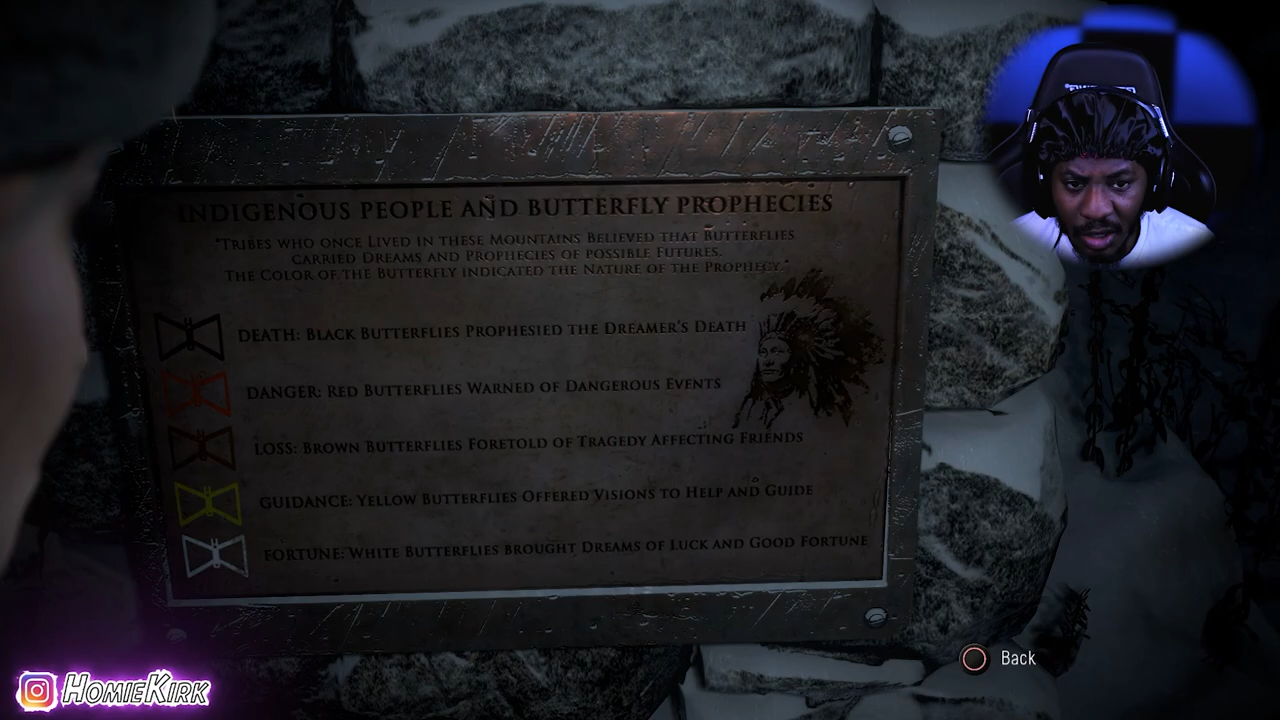 INDIGENOUS PEOPLE AND BUTTERFLY PROPHECIES
"TRIBES WHO ONCE LIVED IN THESE MOUNTAINS BELIEVED THAT BUTTERFLIES
CARRIED DREAMS AND PROPHECIES OF POSSIBLE FUTURES.
THE COLOR OF THE BUTTERFLY INDICATED THE NATURE OF THE PROPHECY."
DEATH: BLACK BUTTERFLIES PROPHESIED THE DREAMER'S DEATH
DANGER: RED BUTTERFLIES WARNED OF DANGEROUS EVENTS
LOSS: BROWN BUTTERFLIES FORETOLD OF TRAGEDY AFFECTING FRIENDS
GUIDANCE: YELLOW BUTTERFLIES OFFERED VISIONS TO HELP AND GUIDE
FORTUNE: WHITE BUTTERFLIES BROUGHT DREAMS OF LUCK AND GOOD FORTUNE
Back
HOMIEKIRK